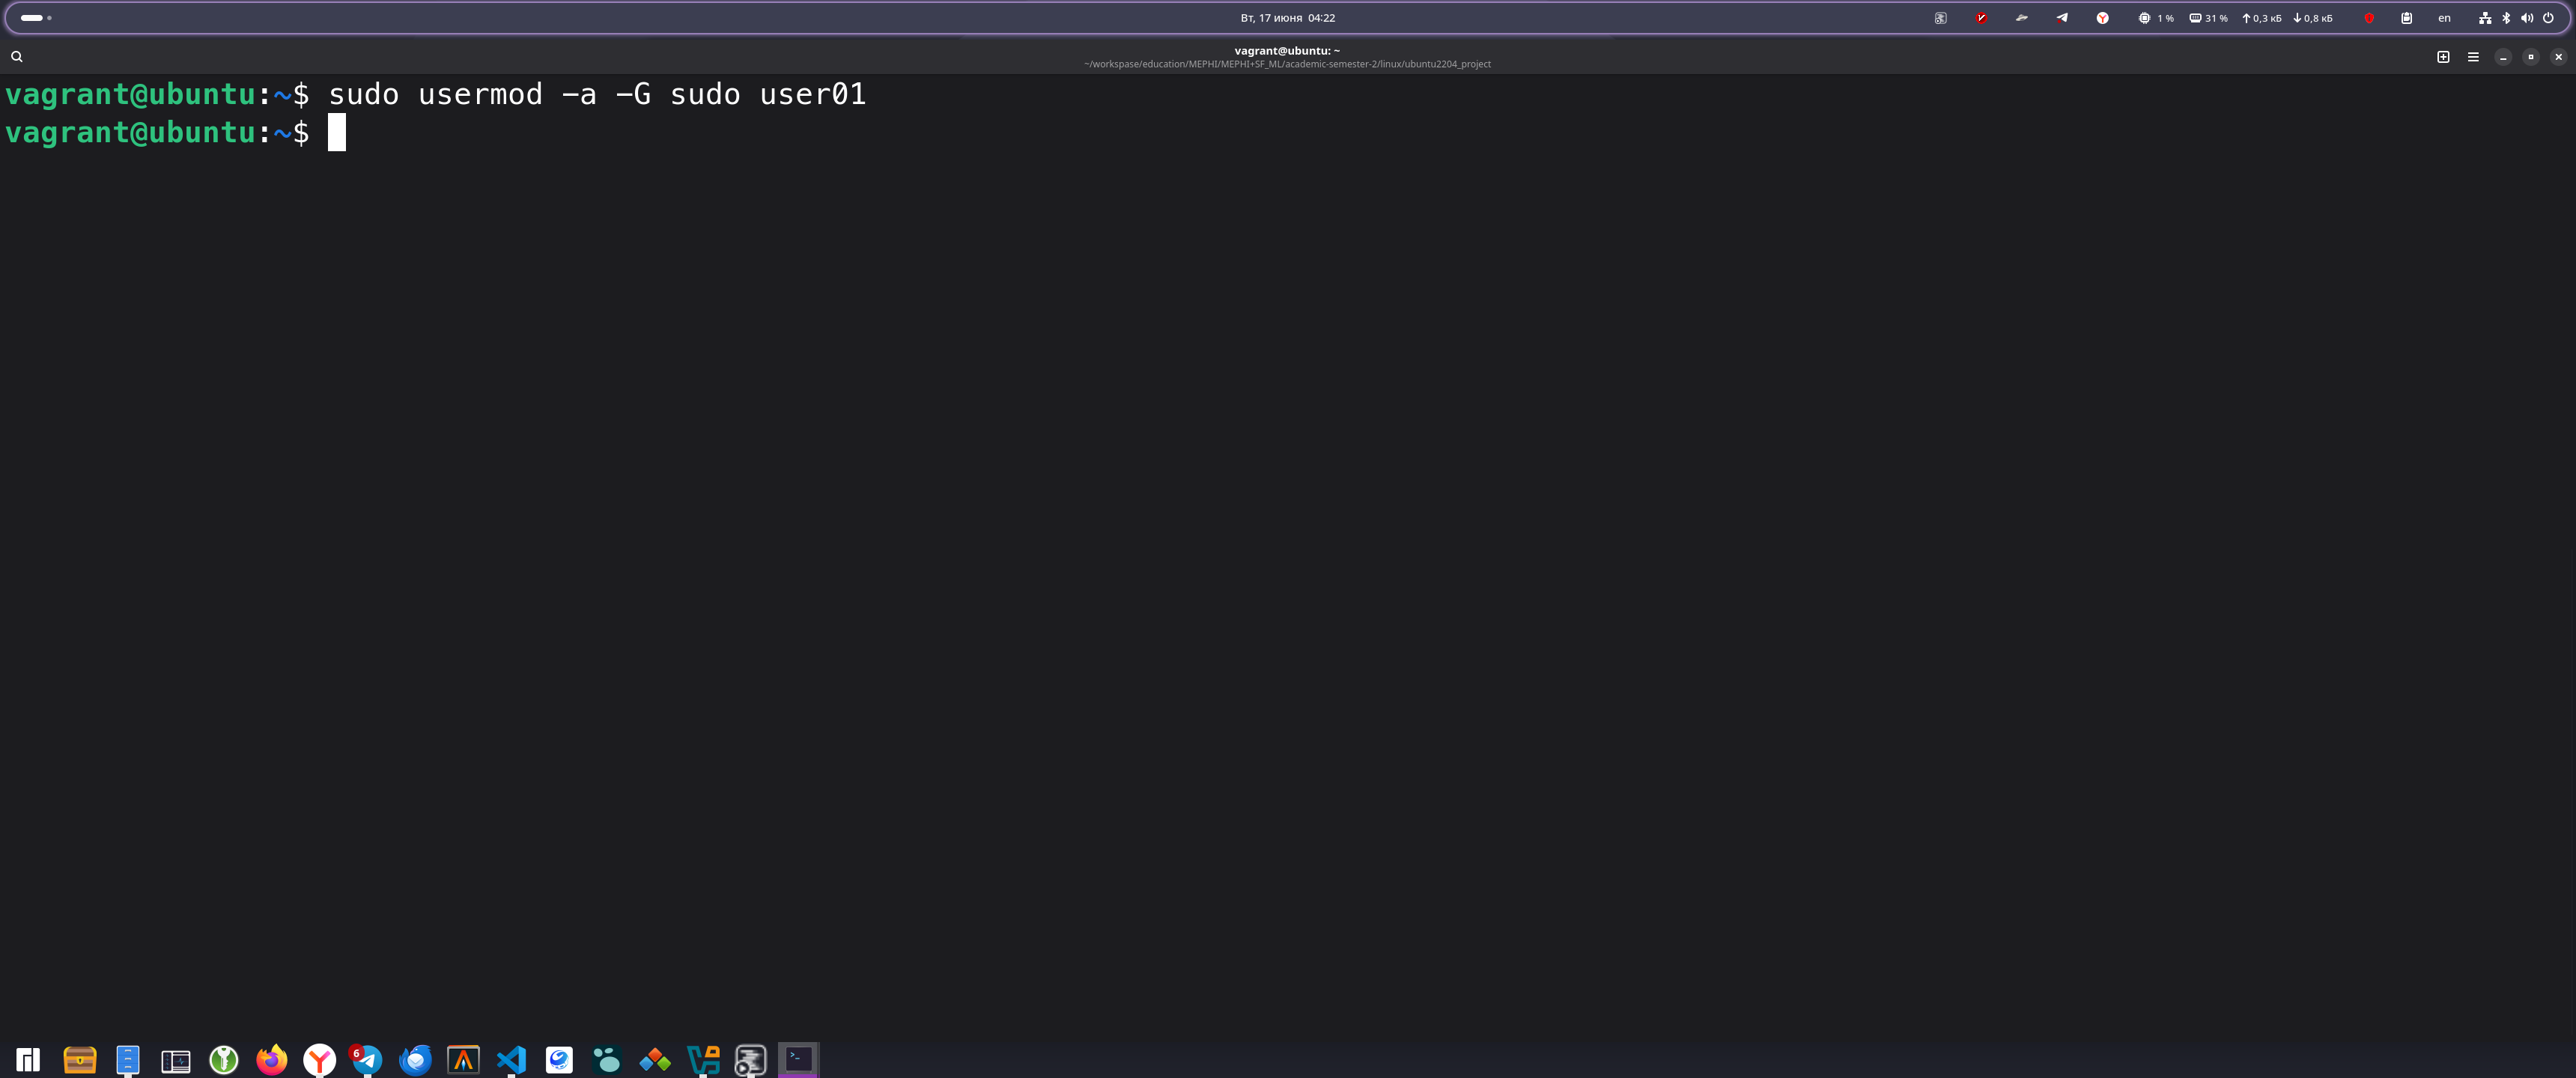 Вт, 17 июня 04:22
1 %
31 %
0,3 кБ
0,8 кБ
en
vagrant@ubuntu: ~
~/workspase/education/MEPHI/MEPHI+SF_ML/academic-semester-2/linux/ubuntu2204_project
vagrant@ubuntu:~$ sudo usermod -a -G sudo user01
vagrant@ubuntu:~$
6